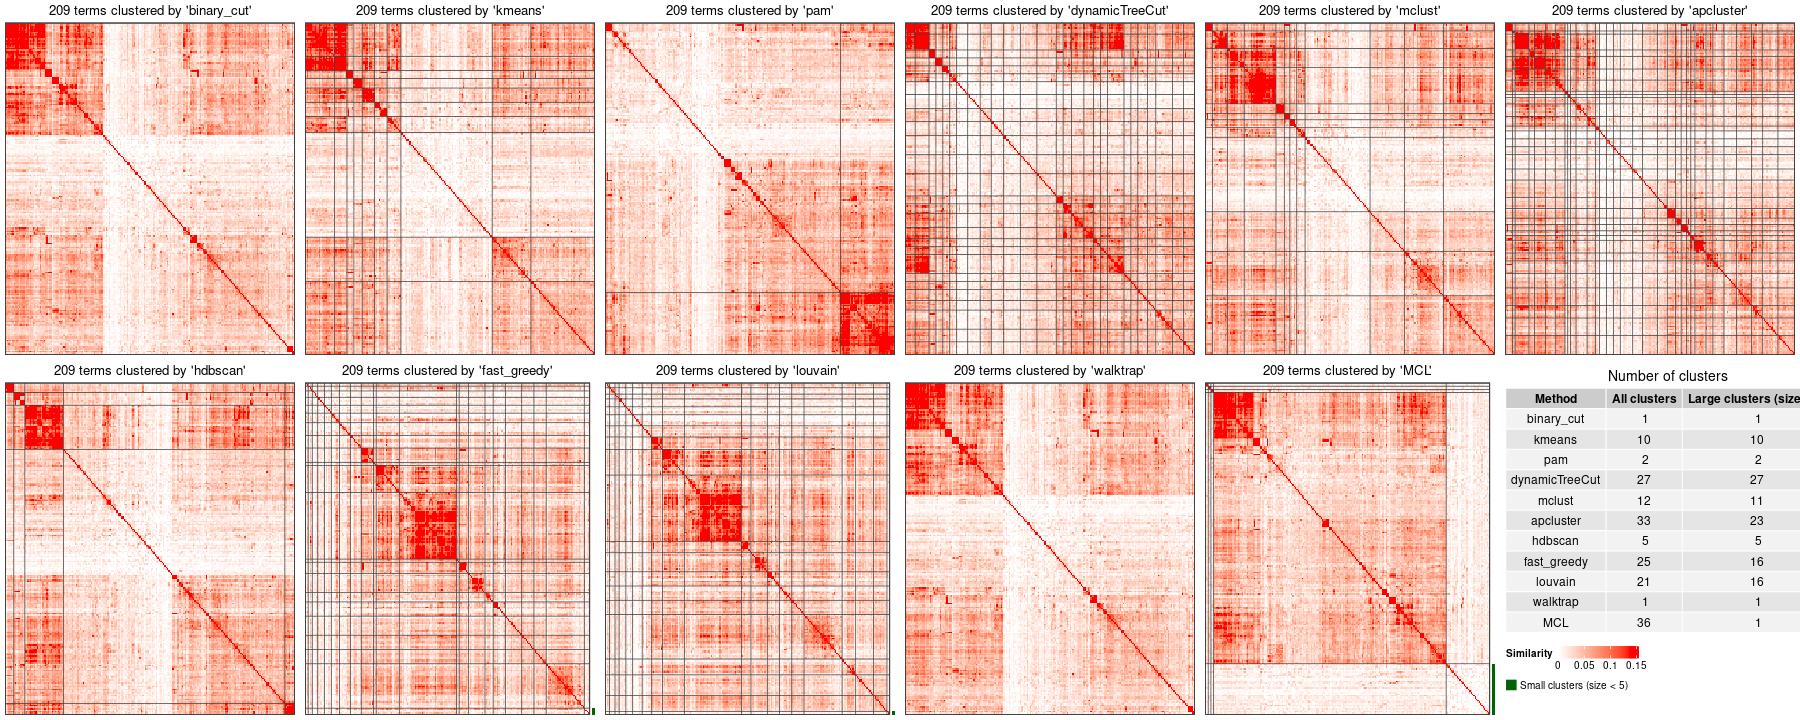 209 terms clustered by 'binary_cut'
209 terms clustered by 'kmeans'
209 terms clustered by 'pam'
209 terms clustered by 'dynamicTreeCut'
209 terms clustered by 'mclust'
209 terms clustered by 'apcluster'
209 terms clustered by 'hdbscan'
209 terms clustered by 'fast_greedy'
209 terms clustered by 'louvain'
209 terms clustered by 'walktrap'
209 terms clustered by 'MCL'
Number of clusters
Method All clusters Large clusters (size
binary_cut 1 1
kmeans 10 10
pam 2 2
dynamicTreeCut 27 27
mclust 12 11
apcluster 33 23
hdbscan 5 5
fast_greedy 25 16
louvain 21 16
walktrap 1 1
MCL 36 1
Similarity
0 0.05 0.1 0.15
Small clusters (size < 5)